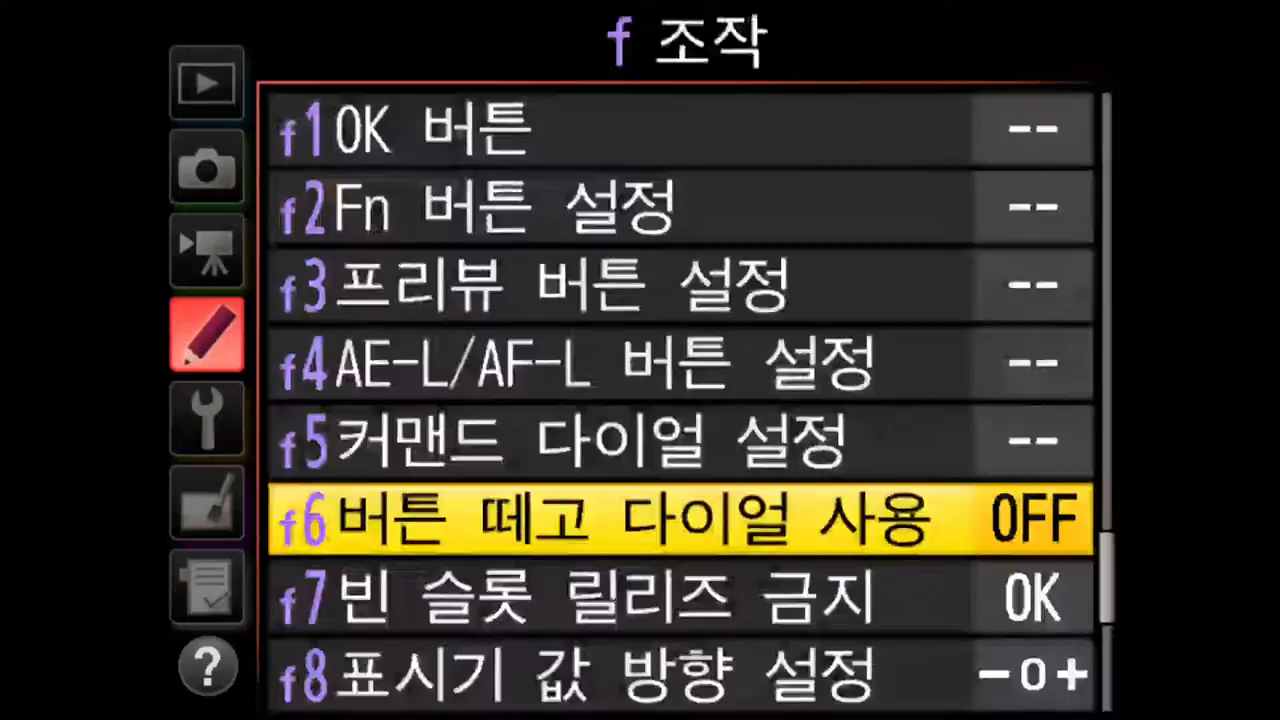 f 조작
f1 OK 버튼 --
f2 Fn 버튼 설정 --
f3 프리뷰 버튼 설정 --
f4 AE-L/AF-L 버튼 설정 --
f5 커맨드 다이얼 설정 --
f6 버튼 떼고 다이얼 사용 OFF
f7 빈 슬롯 릴리즈 금지 OK
f8 표시기 값 방향 설정 -0+
?